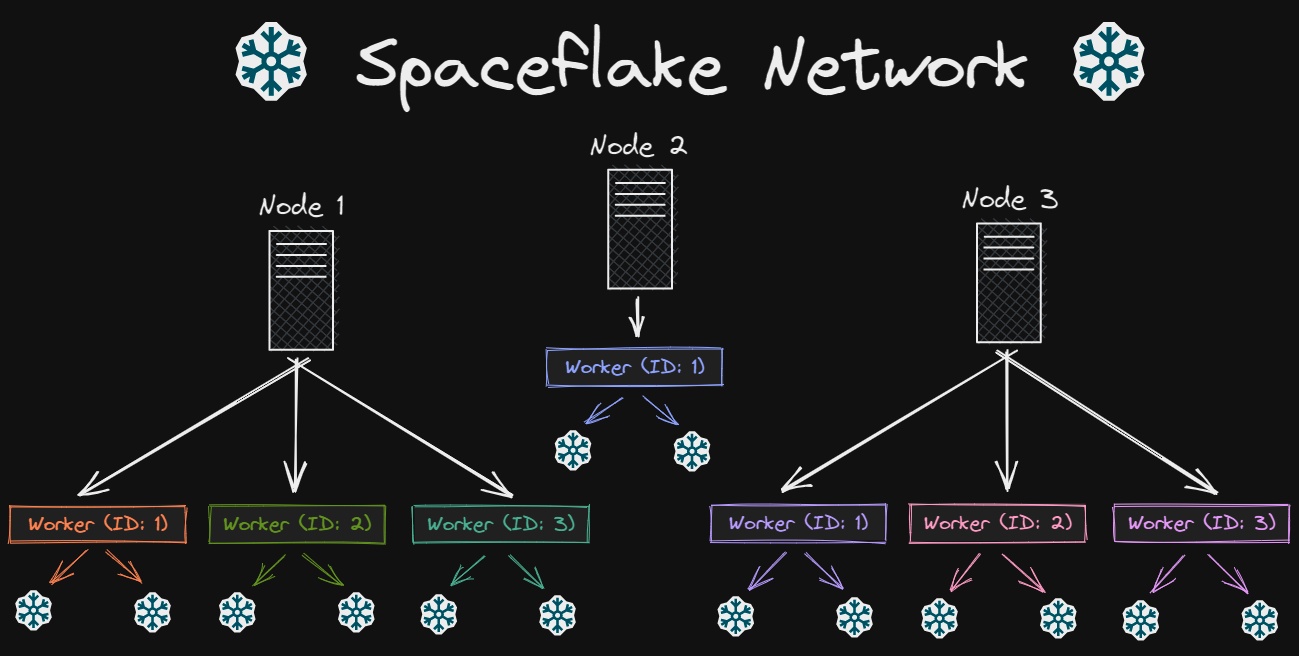 Spaceflake Network
Node 2
Node 1
Node 3
Worker (ID: 1)
Worker (ID: 1)
Worker (ID: 2)
Worker (ID: 3)
Worker (ID: 1)
Worker (ID: 2)
Worker (ID: 3)